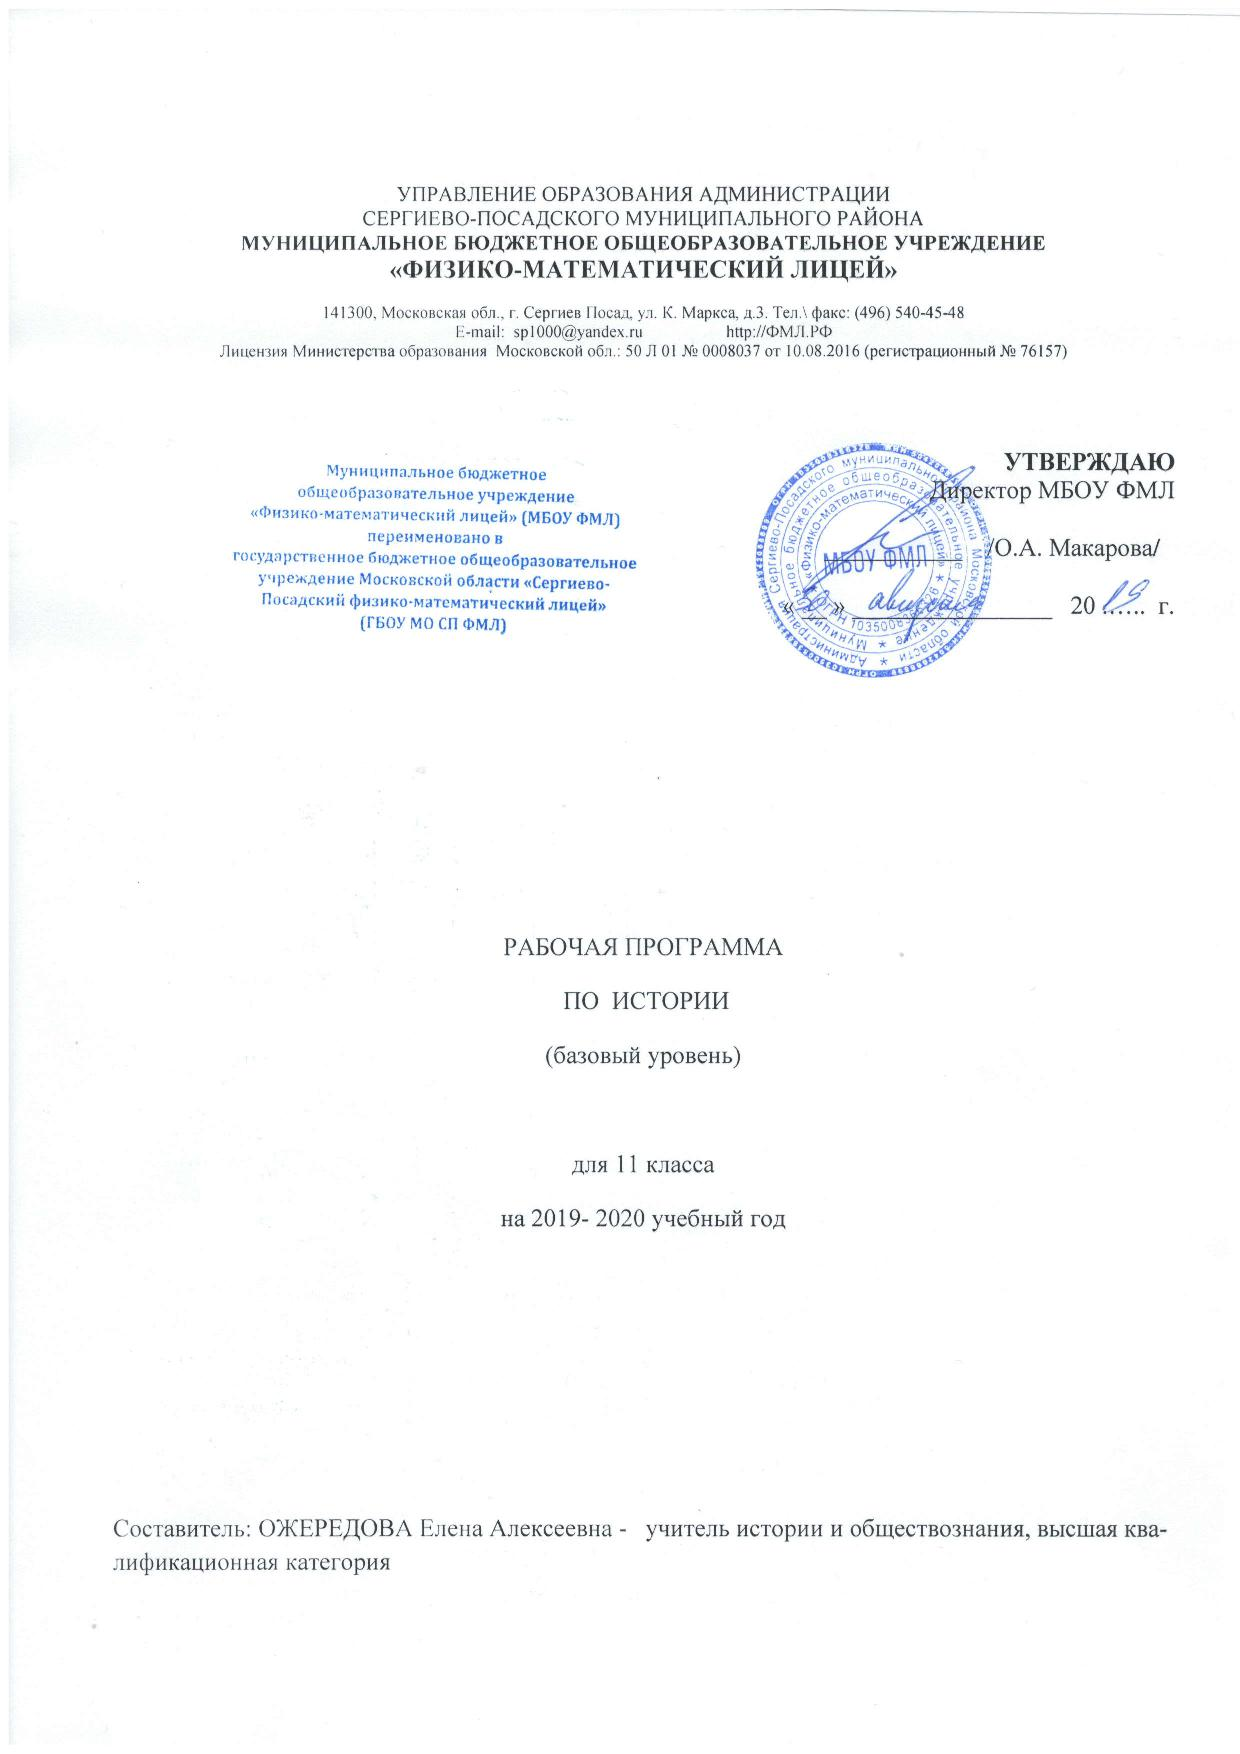 УПРАВЛЕНИЕ ОБРАЗОВАНИЯ АДМИНИСТРАЦИИ
СЕРГИЕВО-ПОСАДСКОГО МУНИЦИПАЛЬНОГО РАЙОНА
МУНИЦИПАЛЬНОЕ БЮДЖЕТНОЕ ОБЩЕОБРАЗОВАТЕЛЬНОЕ УЧРЕЖДЕНИЕ
«ФИЗИКО-МАТЕМАТИЧЕСКИЙ ЛИЦЕЙ»
141300, Московская обл., г. Сергиев Посад, ул. К. Маркса, д.3. Тел.\ факс: (496) 540-45-48
E-mail: sp1000@yandex.ru http://ФМЛ.РФ
Лицензия Министерства образования Московской обл.: 50 Л 01 № 0008037 от 10.08.2016 (регистрационный № 76157)
Муниципальное бюджетное
общеобразовательное учреждение
«Физико-математический лицей» (МБОУ ФМЛ)
переименовано в
государственное бюджетное общеобразовательное
учреждение Московской области «Сергиево-
Посадский физико-математический лицей»
(ГБОУ МО СП ФМЛ)
УТВЕРЖДАЮ
Директор МБОУ ФМЛ
/О.А. Макарова/
МБОУ ФМЛ
« » августа 20 19 г.
РАБОЧАЯ ПРОГРАММА
ПО ИСТОРИИ
(базовый уровень)
для 11 класса
на 2019- 2020 учебный год
Составитель: ОЖЕРЕДОВА Елена Алексеевна - учитель истории и обществознания, высшая ква-
лификационная категория